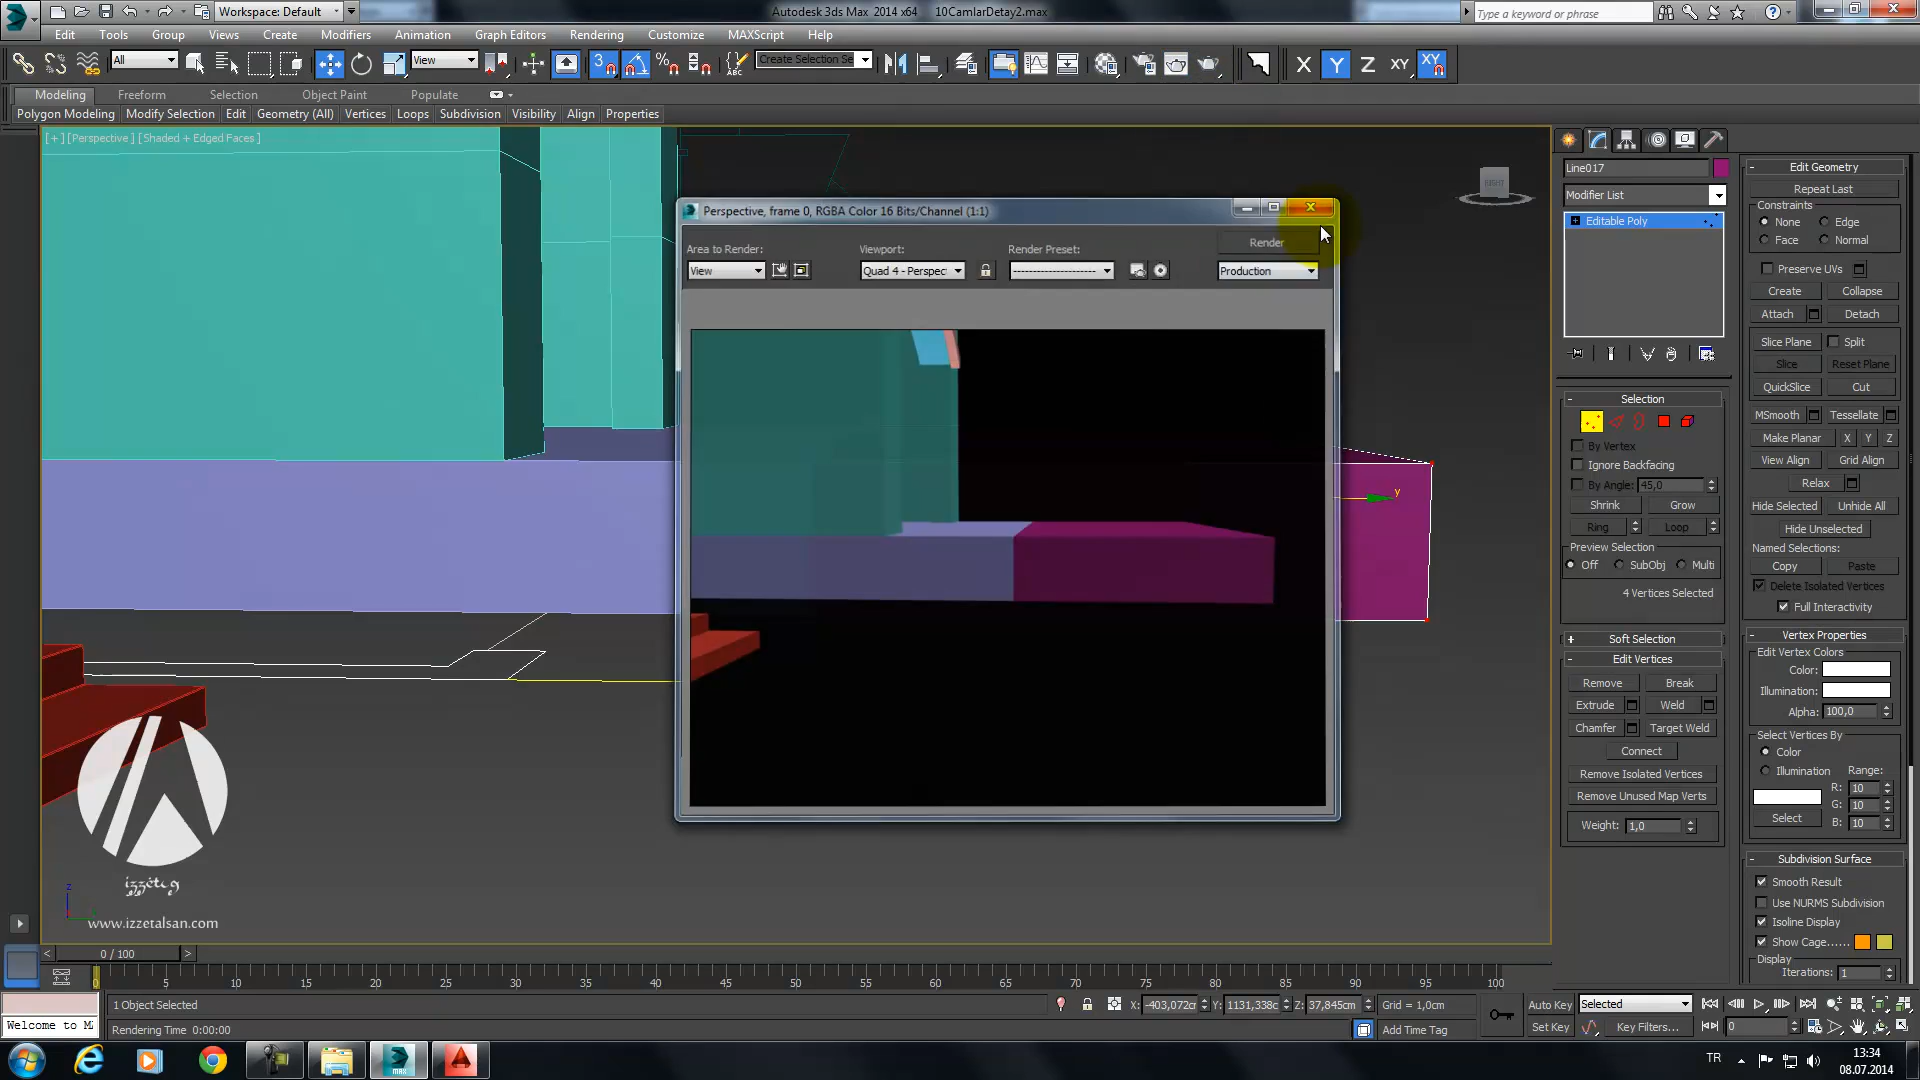 Workspace: Default
Autodesk 3ds Max 2014 x64 10CamlarDetay2.max
Type a keyword or phrase
Edit Tools Group Views Create Modifiers Animation Graph Editors Rendering Customize MAXScript Help
All View 3 Create Selection Se X Y Z XY XY
Modeling Freeform Selection Object Paint Populate
Polygon Modeling Modify Selection Edit Geometry (All) Vertices Loops Subdivision Visibility Align Properties
[+] [Perspective] [Shaded + Edged Faces]
Perspective, frame 0, RGBA Color 16 Bits/Channel (1:1)
Area to Render: Viewport: Render Preset: Render
View Quad 4 - Perspec Production
y
z
www.izzetalsan.com
Line017
Modifier List
Editable Poly
Selection
By Vertex
Ignore Backfacing
By Angle: 45,0
Shrink Grow
Ring Loop
Preview Selection
Off SubObj Multi
4 Vertices Selected
Soft Selection
Edit Vertices
Remove Break
Extrude Weld
Chamfer Target Weld
Connect
Remove Isolated Vertices
Remove Unused Map Verts
Weight: 1,0
Edit Geometry
Repeat Last
Constraints
None Edge
Face Normal
Preserve UVs
Create Collapse
Attach Detach
Slice Plane Split
Slice Reset Plane
QuickSlice Cut
MSmooth Tessellate
Make Planar X Y Z
View Align Grid Align
Relax
Hide Selected Unhide All
Hide Unselected
Named Selections:
Copy Paste
Delete Isolated Vertices
Full Interactivity
Vertex Properties
Edit Vertex Colors
Color:
Illumination:
Alpha: 100,0
Select Vertices By
Color
Illumination Range:
R: 10
G: 10
Select B: 10
Subdivision Surface
Smooth Result
Use NURMS Subdivision
Isoline Display
Show Cage......
Display
Iterations: 1
0 / 100
0 5 10 15 20 25 30 35 40 45 50 55 60 65 70 75 80 85 90 95 100
1 Object Selected X: -403,072c Y: 1131,338c Z: 37,845cm Grid = 1,0cm Auto Key Selected
Welcome to M Rendering Time 0:00:00 Add Time Tag Set Key Key Filters... 0
MAX
TR 13:34
08.07.2014